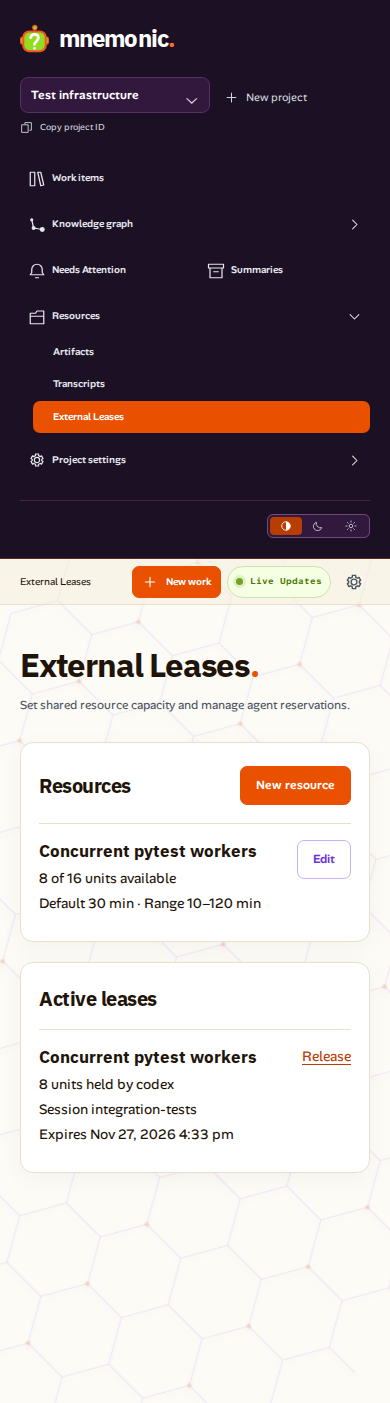 mnemonic.
Test infrastructure
New project
Copy project ID
Work items
Knowledge graph
Needs Attention
Summaries
Resources
Artifacts
Transcripts
External Leases
Project settings
External Leases
New work
Live Updates
External Leases.
Set shared resource capacity and manage agent reservations.
Resources
New resource
Concurrent pytest workers
Edit
8 of 16 units available
Default 30 min · Range 10–120 min
Active leases
Concurrent pytest workers
Release
8 units held by codex
Session integration-tests
Expires Nov 27, 2026 4:33 pm